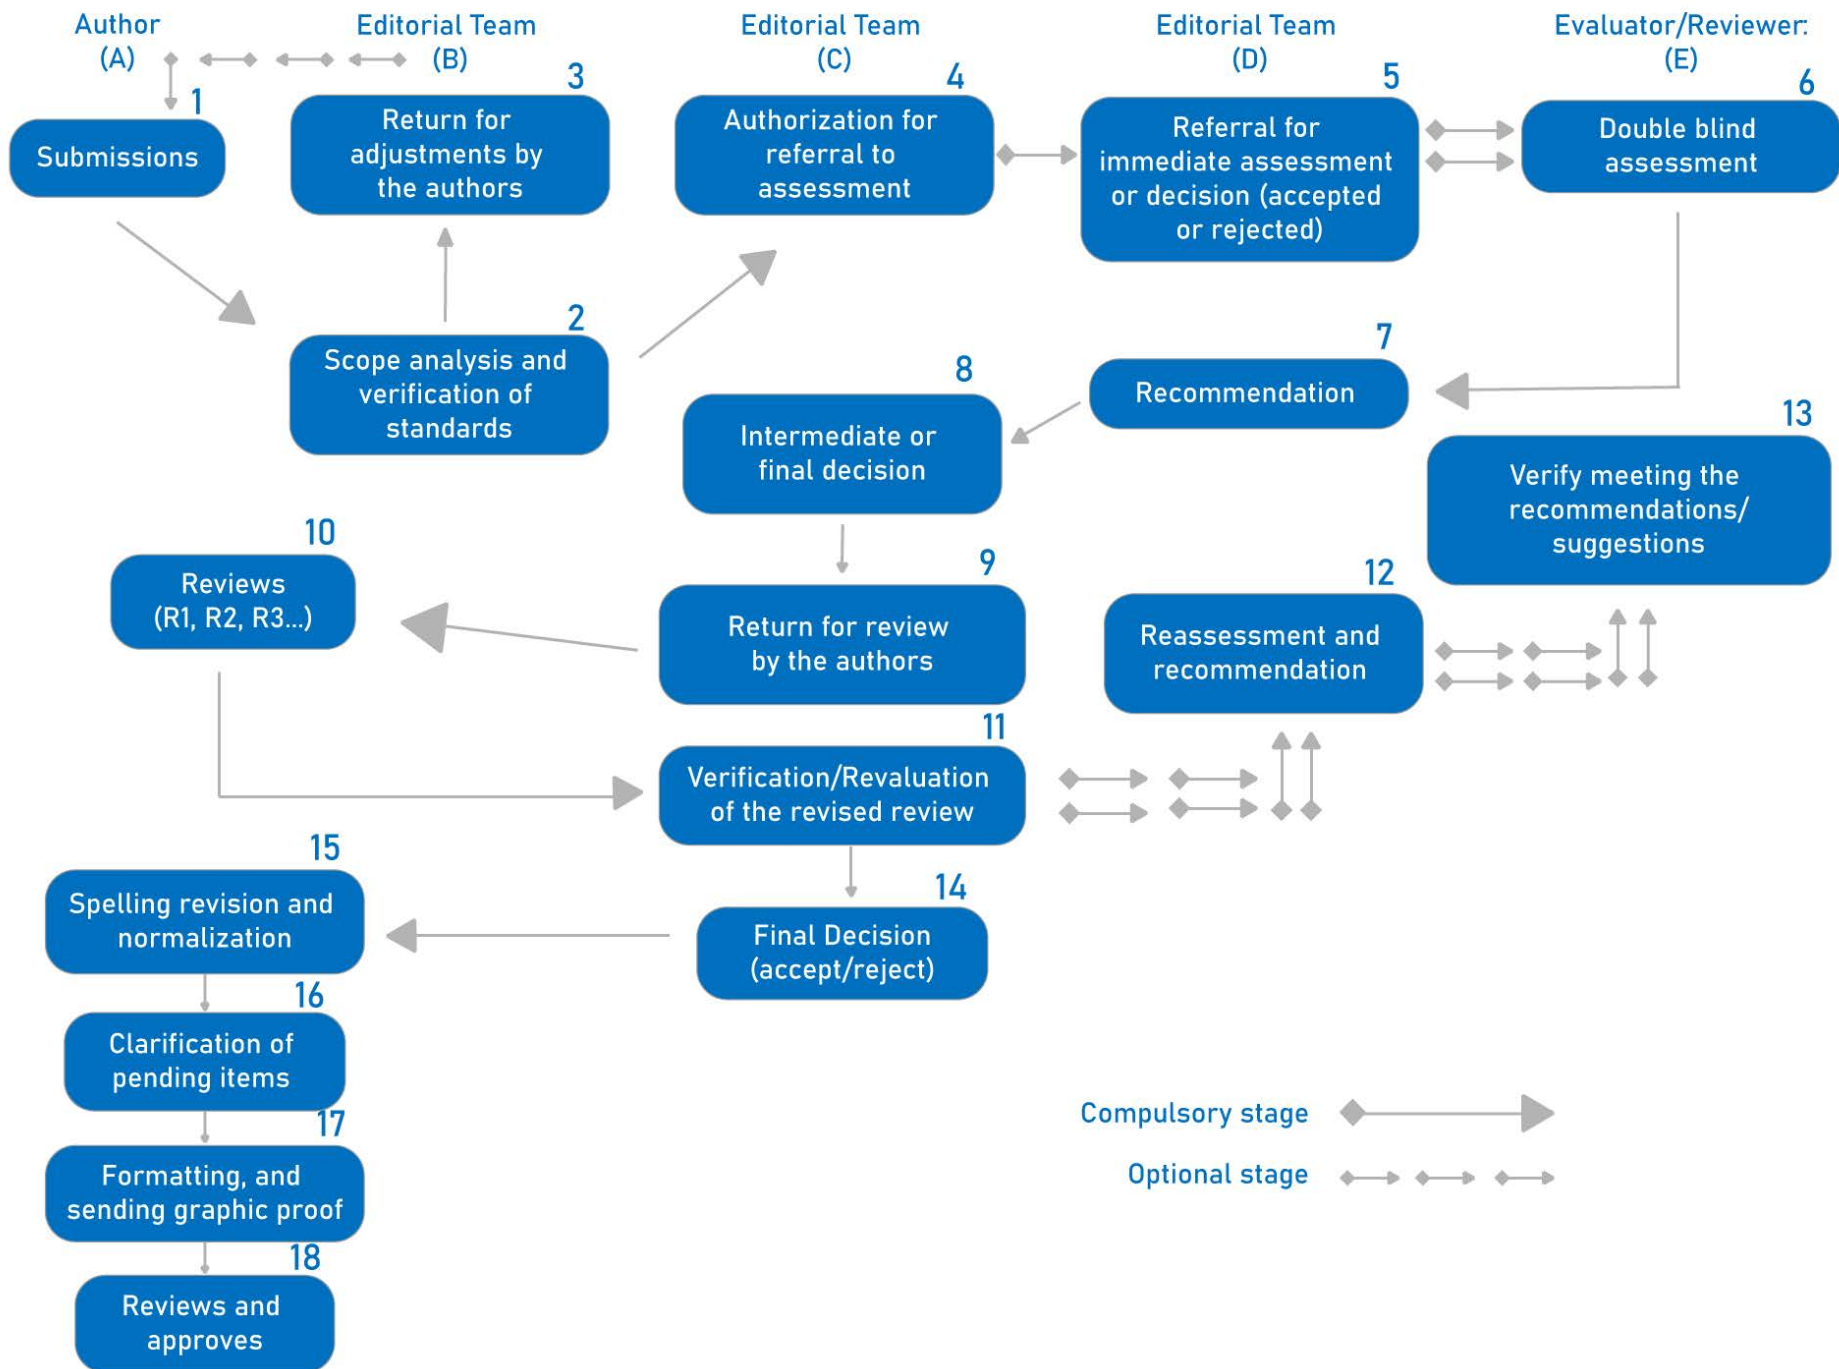 Author
(A)
Editorial Team
(B)
Editorial Team
(C)
Editorial Team
(D)
Evaluator/Reviewer:
(E)
1
Submissions
2
Scope analysis and
verification of
standards
3
Return for
adjustments by
the authors
4
Authorization for
referral to
assessment
5
Referral for
immediate assessment
or decision (accepted
or rejected)
6
Double blind
assessment
7
Recommendation
8
Intermediate or
final decision
9
Return for review
by the authors
10
Reviews
(R1, R2, R3...)
11
Verification/Revaluation
of the revised review
12
Reassessment and
recommendation
13
Verify meeting the
recommendations/
suggestions
14
Final Decision
(accept/reject)
15
Spelling revision and
normalization
16
Clarification of
pending items
17
Formatting, and
sending graphic proof
18
Reviews and
approves
Compulsory stage
Optional stage